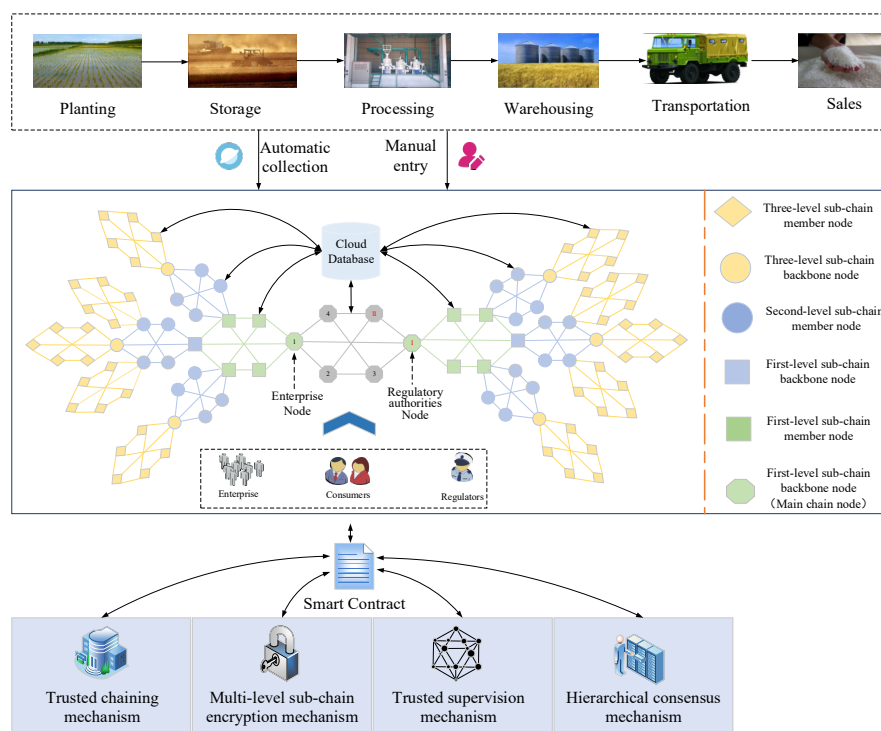 Planting
Storage
Processing
Warehousing
Transportation
Sales
Automatic
collection
Manual
entry
Cloud
Database
4
8
1
1
2
3
Enterprise
Node
Regulatory
authorities
Node
Enterprise
Consumers
Regulators
Three-level sub-chain
member node
Three-level sub-chain
backbone node
Second-level sub-chain
member node
First-level sub-chain
backbone node
First-level sub-chain
member node
First-level sub-chain
backbone node
（Main chain node）
Smart Contract
Trusted chaining
mechanism
Multi-level sub-chain
encryption mechanism
Trusted supervision
mechanism
Hierarchical consensus
mechanism